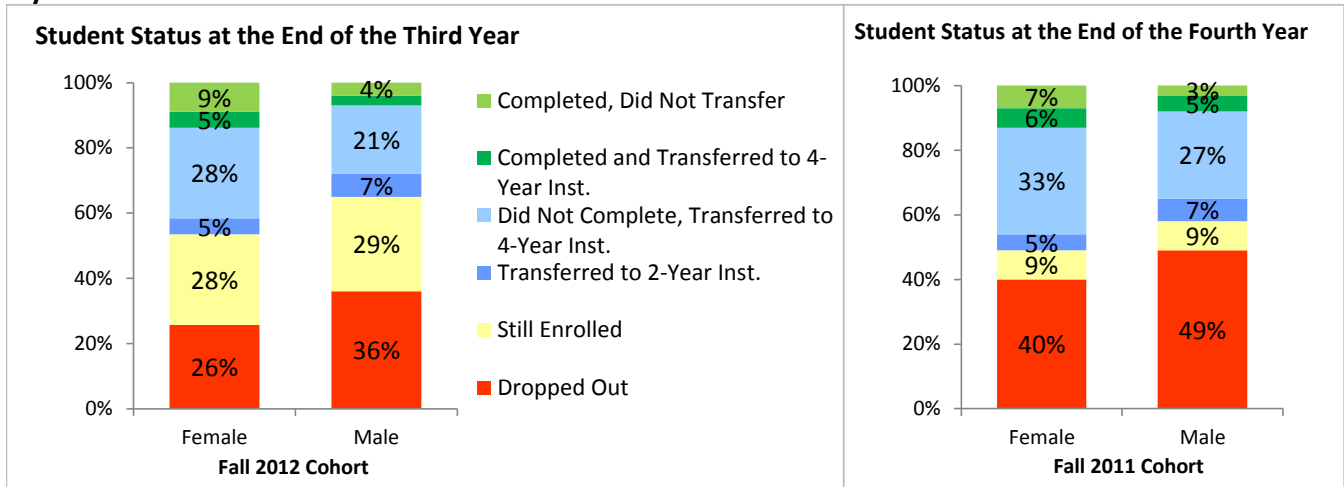 Student Status at the End of the Third Year
100%
80%
60%
40%
20%
0%
9%
5%
28%
5%
28%
26%
4%
21%
7%
29%
36%
Female
Male
Fall 2012 Cohort
Completed, Did Not Transfer
Completed and Transferred to 4-
Year Inst.
Did Not Complete, Transferred to
4-Year Inst.
Transferred to 2-Year Inst.
Still Enrolled
Dropped Out
Student Status at the End of the Fourth Year
100%
80%
60%
40%
20%
0%
7%
6%
33%
5%
9%
40%
3%
5%
27%
7%
9%
49%
Female
Male
Fall 2011 Cohort